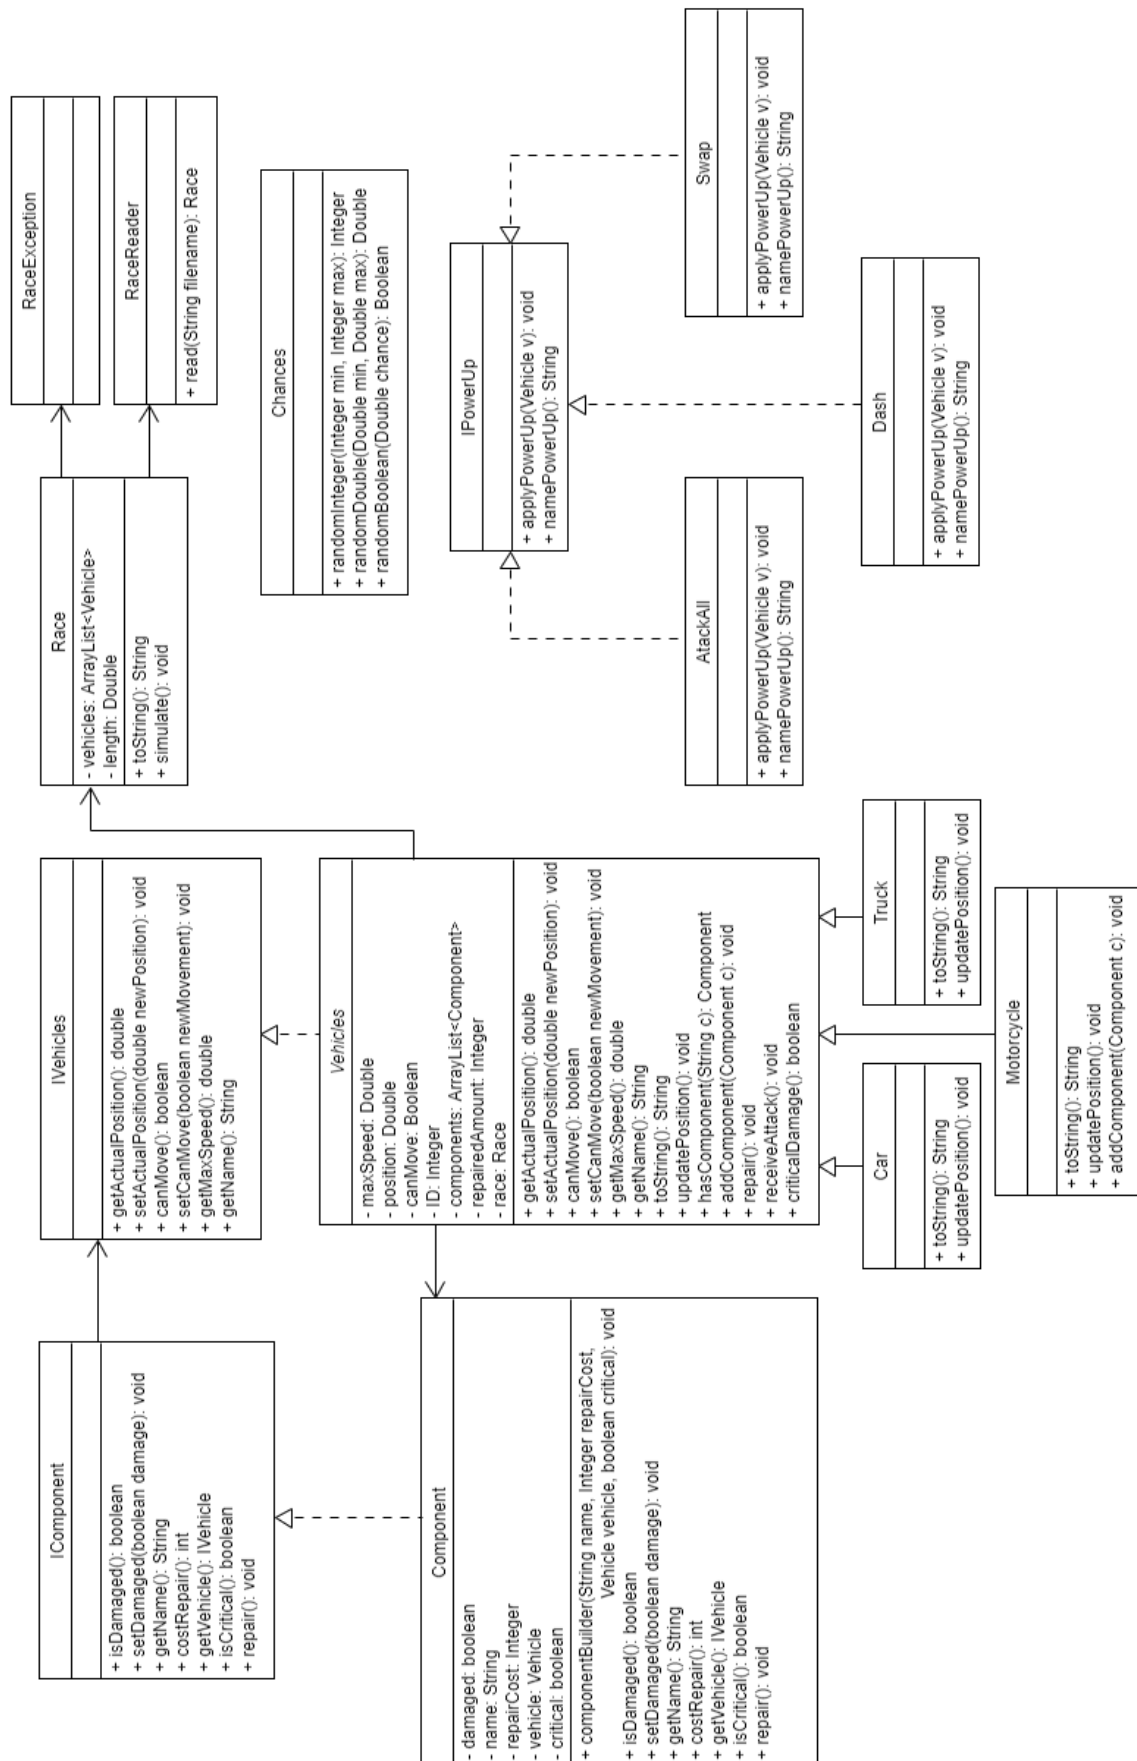 IComponent
+ isDamaged(): boolean
+ setDamaged(boolean damage): void
+ getName(): String
+ costRepair(): int
+ getVehicle(): IVehicle
+ isCritical(): boolean
+ repair(): void
IVehicles
+ getActualPosition(): double
+ setActualPosition(double newPosition): void
+ canMove(): boolean
+ setCanMove(boolean newMovement): void
+ getMaxSpeed(): double
+ getName(): String
Race
- vehicles: ArrayList<Vehicle>
- length: Double
+ toString(): String
+ simulate(): void
RaceException
RaceReader
+ read(String filename): Race
Chances
+ randomInteger(Integer min, Integer max): Integer
+ randomDouble(Double min, Double max): Double
+ randomBoolean(Double chance): Boolean
Component
- damaged: boolean
- name: String
- repairCost: Integer
- vehicle: Vehicle
- critical: boolean
+ componentBuilder(String name, Integer repairCost,
Vehicle vehicle, boolean critical): void
+ isDamaged(): boolean
+ setDamaged(boolean damage): void
+ getName(): String
+ costRepair(): int
+ getVehicle(): IVehicle
+ isCritical(): boolean
+ repair(): void
Vehicles
- maxSpeed: Double
- position: Double
- canMove: Boolean
- ID: Integer
- components: ArrayList<Component>
- repairedAmount: Integer
- race: Race
+ getActualPosition(): double
+ setActualPosition(double newPosition): void
+ canMove(): boolean
+ setCanMove(boolean newMovement): void
+ getMaxSpeed(): double
+ getName(): String
+ toString(): String
+ updatePosition(): void
+ hasComponent(String c): Component
+ addComponent(Component c): void
+ repair(): void
+ receiveAttack(): void
+ criticalDamage(): boolean
IPowerUp
+ applyPowerUp(Vehicle v): void
+ namePowerUp(): String
AtackAll
+ applyPowerUp(Vehicle v): void
+ namePowerUp(): String
Swap
+ applyPowerUp(Vehicle v): void
+ namePowerUp(): String
Car
+ toString(): String
+ updatePosition(): void
Truck
+ toString(): String
+ updatePosition(): void
Dash
+ applyPowerUp(Vehicle v): void
+ namePowerUp(): String
Motorcycle
+ toString(): String
+ updatePosition(): void
+ addComponent(Component c): void